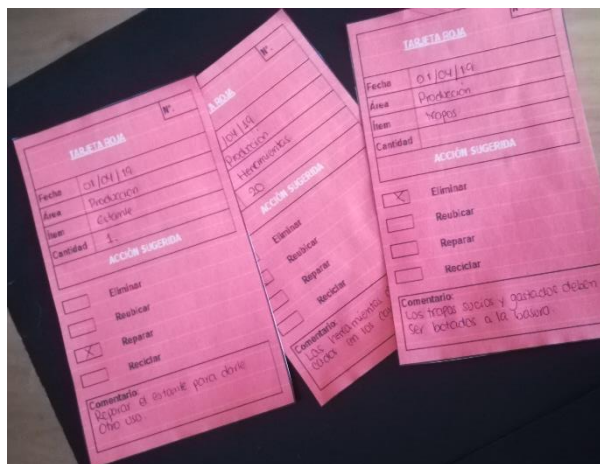 N°.
TARJETA ROJA
Fecha 01/04/19
Área Producción
Ítem Estante
Cantidad 1.
ACCIÓN SUGERIDA
Eliminar
Reubicar
X Reparar
Reciclar
Comentario:
Reparar el estante para darle
Otro uso.
N°.
A ROJA
/04/19
Producción
Herramientas
20
ACCIÓN SUGERIDA
Eliminar
Reubicar
Reparar
Reciclar
Comentario:
Las herramientas
en los
TARJETA ROJA
Fecha 01/04/19
Área Producción
Ítem Trapos
Cantidad
ACCIÓN SUGERIDA
X Eliminar
Reubicar
Reparar
Reciclar
Comentario:
Los trapos sucios y gastados deben
ser botados a la basura.